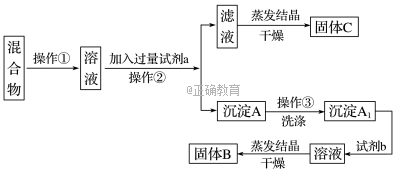 混合物
操作①
溶液
加入过量试剂a
操作②
滤液
蒸发结晶
干燥
固体C
@正确教育
沉淀A
操作③
洗涤
沉淀A₁
固体B
蒸发结晶
干燥
溶液
试剂b